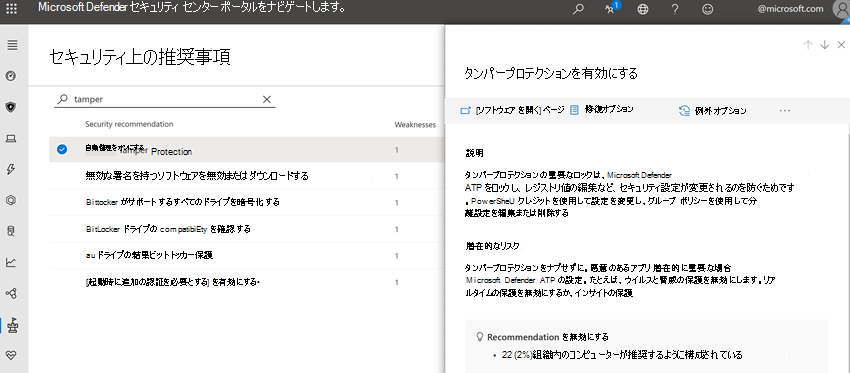 Microsoft Defender セキュリティ センター ポータルをナビゲートします。
1
@microsoft.com
セキュリティ上の推奨事項
tamper
Security recommendation
Weaknesses
Tamper Protection
1
無効な署名を持つソフトウェアを無効または ダウンロードする
1
Bittocker がサポートするすべてのドライブを暗号化 する
1
BitLocker ドライブの compatibiEty を確認 する
1
au ドライブの結果ビット トッカー保護
1
[起動時に追加の認証を必要とする] を有効にする・
1
タンパープロテクションを有効にする
[ソフトウェア を開く] ページ
修復オプション
例外オプション
説明
タンパープロテクションの重要なロックは、Microsoft Defender
ATP をロックし、レジストリ値の編集など、セキュリティ設定が変更されるのを防ぐためです
。PowerSheU クレジットを使用して設定を変更し、グループ ポリシーを使用して分
離設定を編集または削除する
潜在的なリスク
タンパープロテクションをナブせずに。悪意のあるアプリ潜在的に重要な場合
Microsoft Defender ATP の設定。たとえば、ウイルスと脅威の保護を無効にします。リア
ルタイムの保護を無効にするか、インサイトの保護
Recommendation を無効にする
• 22 (2%)組織内のコンピューターが推奨するように構成されている